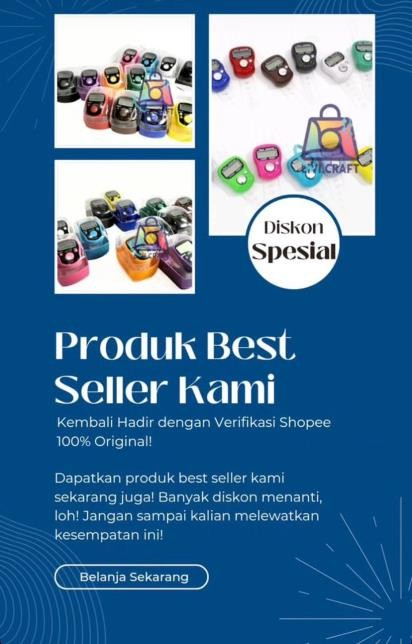 LIVI.CRAFT
Diskon
Spesial
Produk Best
Seller Kami
Kembali Hadir dengan Verifikasi Shopee
100% Original!
Dapatkan produk best seller kami
sekarang juga! Banyak diskon menanti,
loh! Jangan sampai kalian melewatkan
kesempatan ini!
Belanja Sekarang